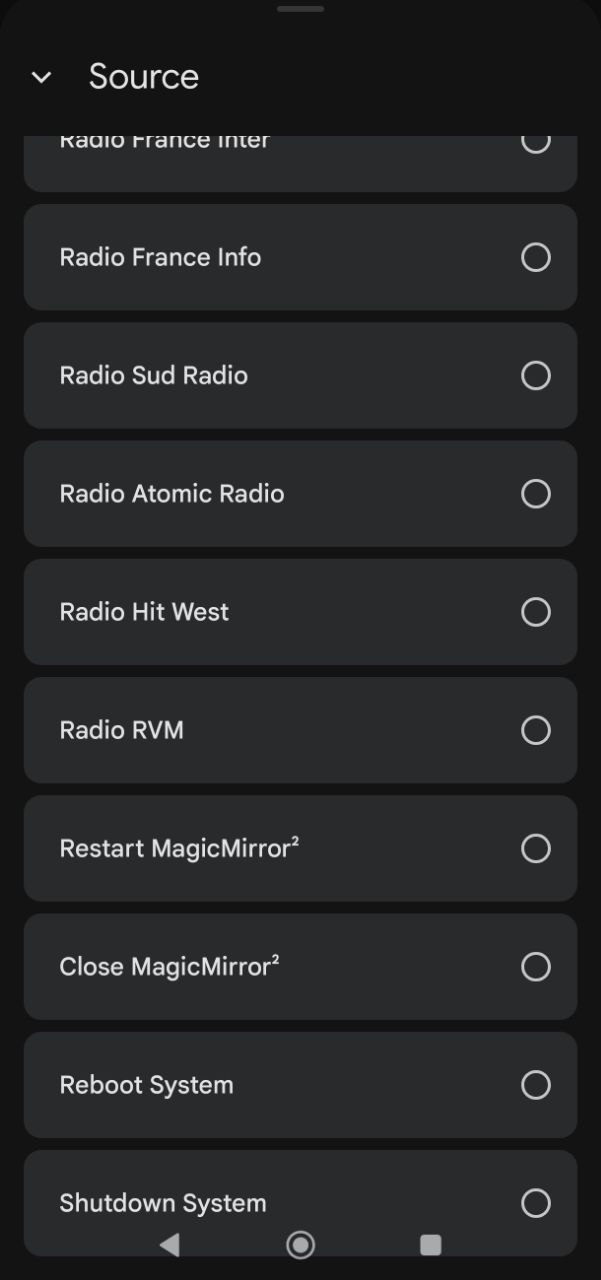 Source
Radio France Inter
Radio France Info
Radio Sud Radio
Radio Atomic Radio
Radio Hit West
Radio RVM
Restart MagicMirror²
Close MagicMirror²
Reboot System
Shutdown System